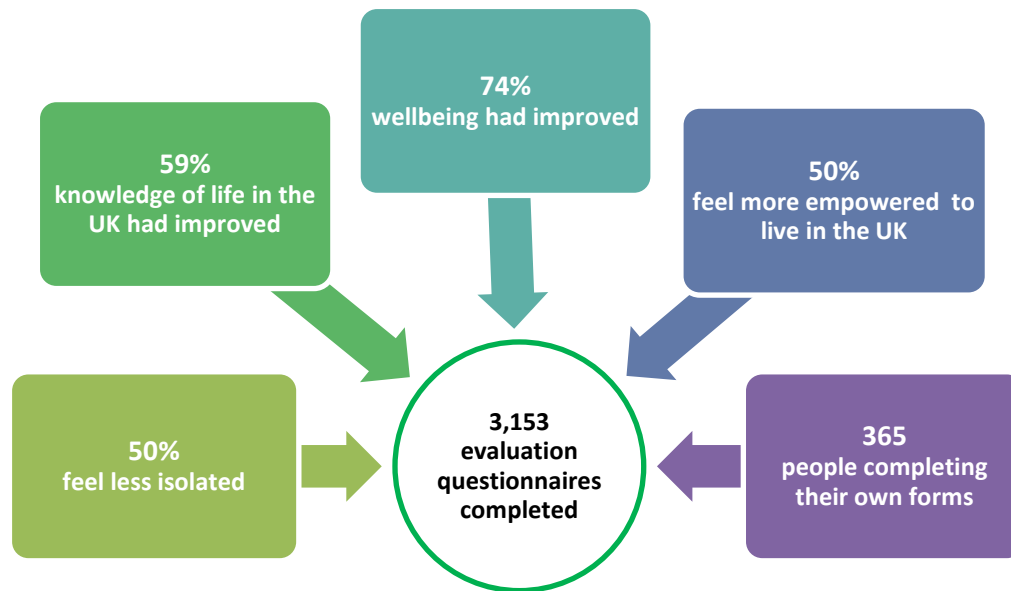 74%
wellbeing had improved
59%
knowledge of life in the
UK had improved
50%
feel more empowered to
live in the UK
50%
feel less isolated
3,153
evaluation
questionnaires
completed
365
people completing
their own forms